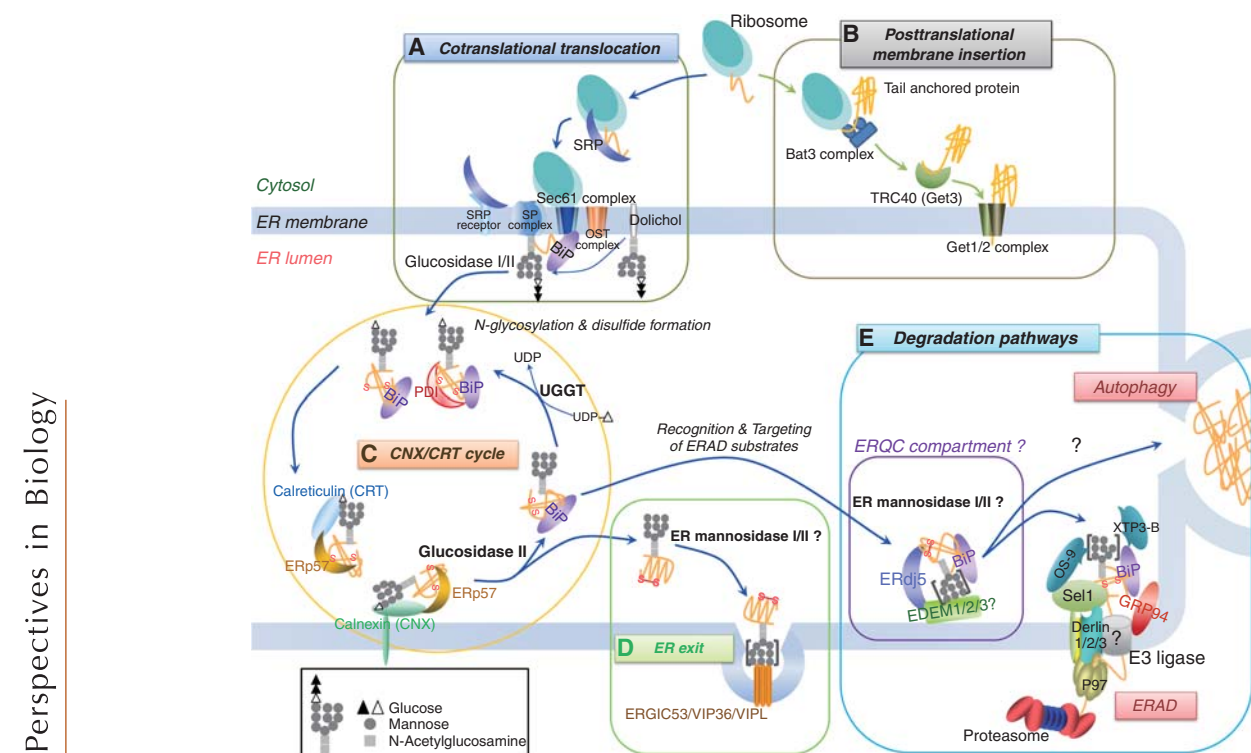 Perspectives in Biology
Ribosome
A Cotranslational translocation
B Posttranslational
membrane insertion
SRP
Tail anchored protein
Bat3 complex
TRC40 (Get3)
Get1/2 complex
Cytosol
ER membrane
ER lumen
SRP
receptor
SP
complex
Sec61 complex
OST
complex
Dolichol
BiP
Glucosidase I/II
N-glycosylation & disulfide formation
S
S
BiP
PDI
S
S
BiP
UDP
UGGT
UDP-
C CNX/CRT cycle
Calreticulin (CRT)
S
S
ERp57
Glucosidase II
S
S
ERp57
Calnexin (CNX)
S
S
BiP
Recognition & Targeting
of ERAD substrates
ER mannosidase I/II ?
S-S
S-S
D ER exit
ERGIC53/VIP36/VIPL
E Degradation pathways
Autophagy
ERQC compartment ?
?
ER mannosidase I/II ?
S
S
BiP
ERdj5
EDEM1/2/3?
XTP3-B
OS-9
BiP
S
S
Sel1
GRP94
Derlin
1/2/3
?
E3 ligase
P97
ERAD
Proteasome
Glucose
Mannose
N-Acetylglucosamine